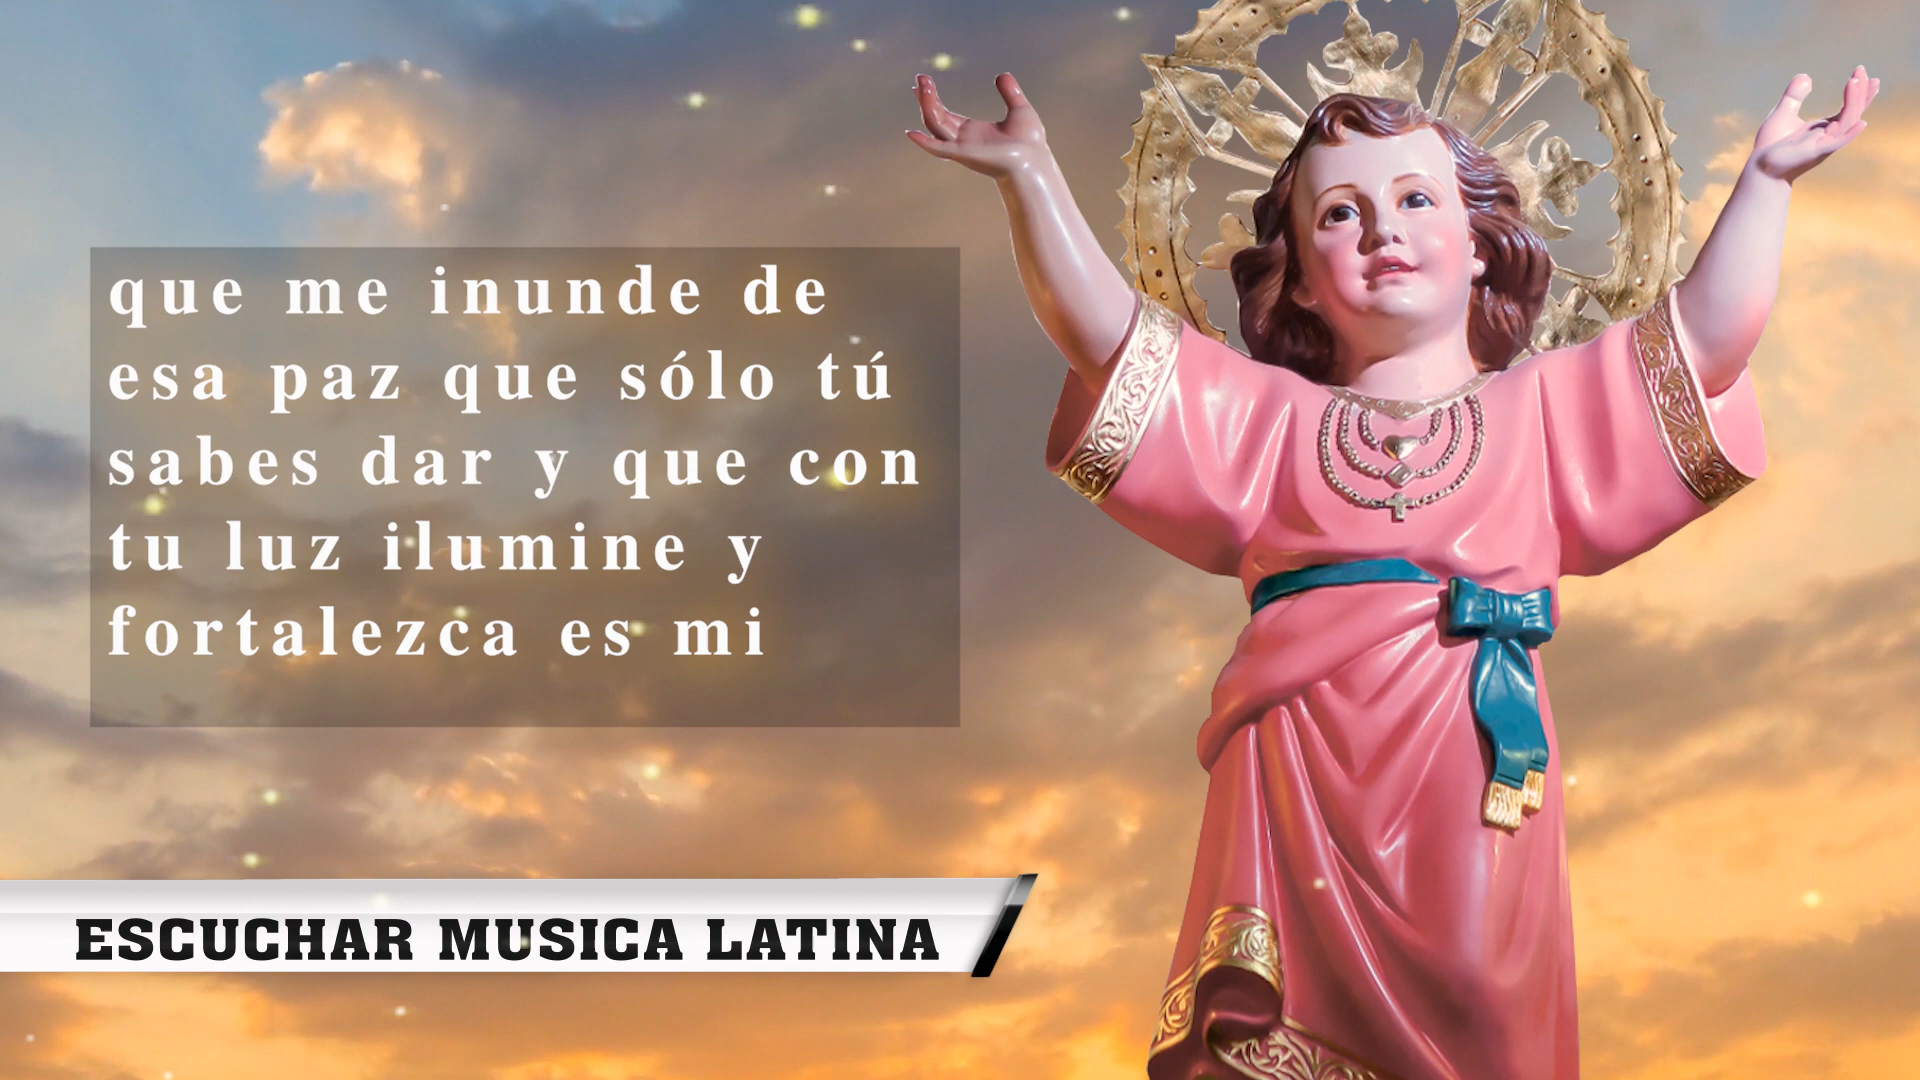 que me inunde de
esa paz que sólo tú
sabes dar y que con
tu luz ilumine y
fortalezca es mi
ESCUCHAR MUSICA LATINA